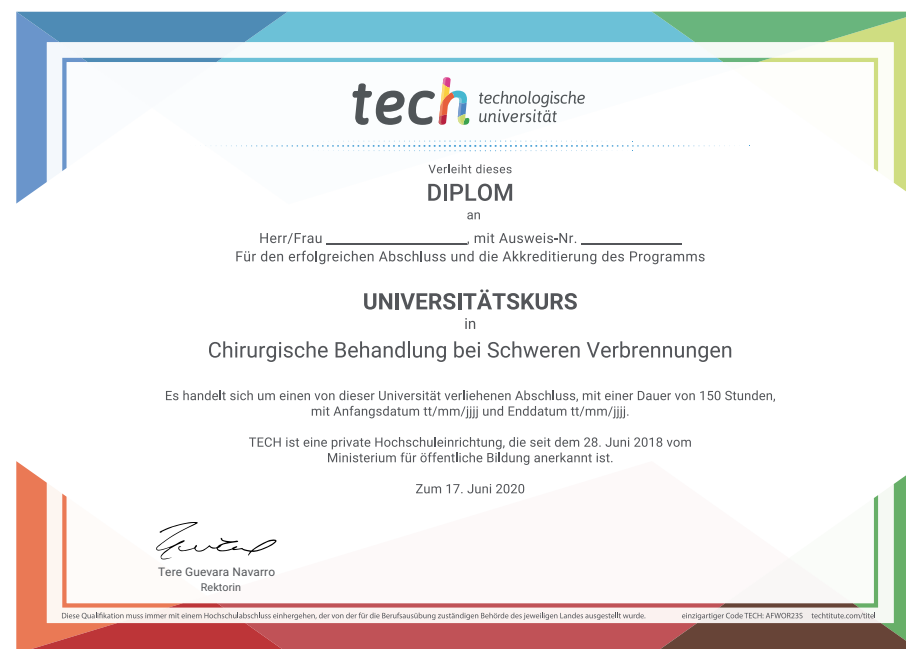 tech technologische
universität
Verleiht dieses
DIPLOM
an
Herr/Frau ____________________, mit Ausweis-Nr. ______________
Für den erfolgreichen Abschluss und die Akkreditierung des Programms
UNIVERSITÄTSKURS
in
Chirurgische Behandlung bei Schweren Verbrennungen
Es handelt sich um einen von dieser Universität verliehenen Abschluss, mit einer Dauer von 150 Stunden,
mit Anfangsdatum tt/mm/jjjj und Enddatum tt/mm/jjjj.
TECH ist eine private Hochschuleinrichtung, die seit dem 28. Juni 2018 vom
Ministerium für öffentliche Bildung anerkannt ist.
Zum 17. Juni 2020
Tere Guevara Navarro
Rektorin
Diese Qualifikation muss immer mit einem Hochschulabschluss einhergehen, der von der für die Berufsausübung zuständigen Behörde des jeweiligen Landes ausgestellt wurde. einzigartiger Code TECH: AFWOR23S techtitute.com/titel